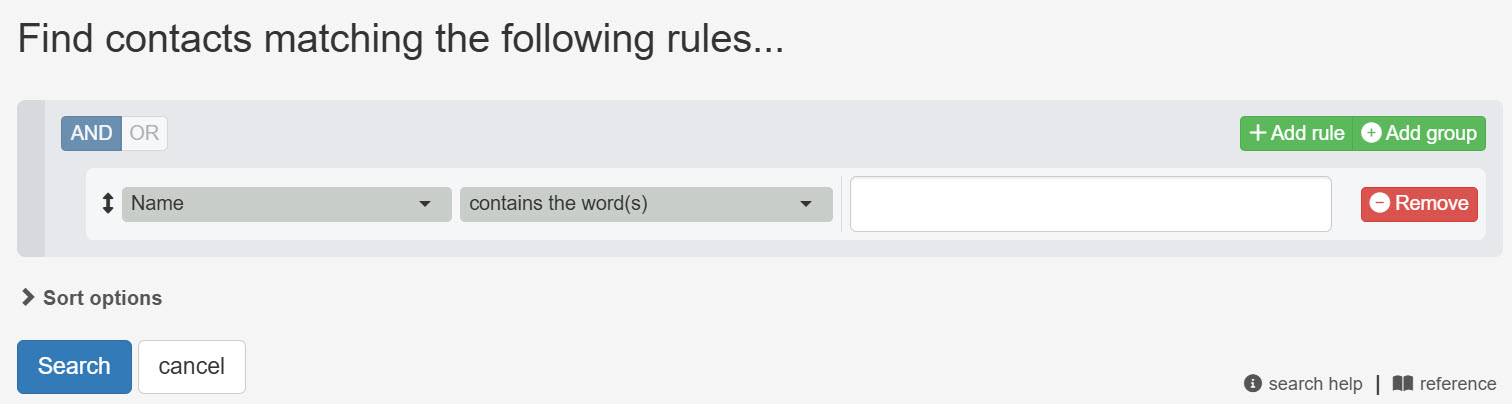 Find contacts matching the following rules...
AND OR Add rule Add group
Name contains the word(s) Remove
Sort options
Search cancel
search help | reference